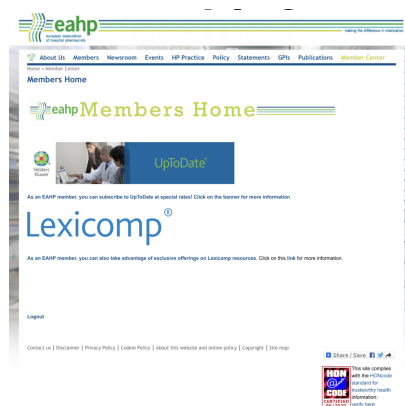 eahp
european association
of hospital pharmacists
making the difference in medication
About Us Members Newsroom Events HP Practice Policy Statements GPIs Publications Member Center
Home » Member Center
Members Home
eahp Members Home
Wolters
Kluwer
UpToDate®
As an EAHP member, you can subscribe to UpToDate at special rates! Click on the banner for more information
Lexicomp®
As an EAHP member, you can also take advantage of exclusive offerings on Lexicomp resources. Click on this link for more information.
Logout
Contact us | Disclaimer | Privacy Policy | Cookie Policy | About this website and online policy | Copyright | Site map
Share / Save
HON
@
CODE
CERTIFIED
This site complies
with the HONcode
standard for
trustworthy health
information:
verify here.